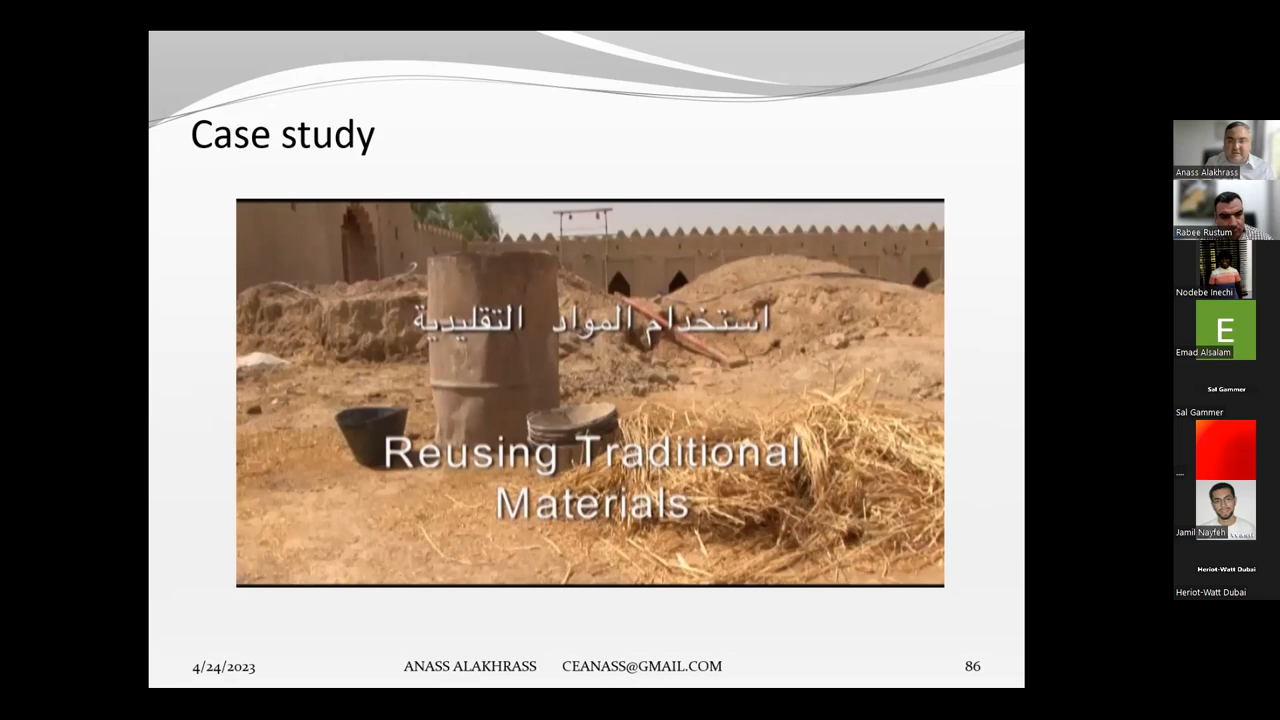 Case study
استخدام المواد التقليدية
Reusing Traditional
Materials
4/24/2023
ANASS ALAKHRASS CEANASS@GMAIL.COM
86
Anass Alakhrass
Rabee Rustum
Nodebe Inechi
E
Emad Alsalam
Sal Gammer
Sal Gammer
....
Jamil Nayfeh
Heriot-Watt Dubai
Heriot-Watt Dubai